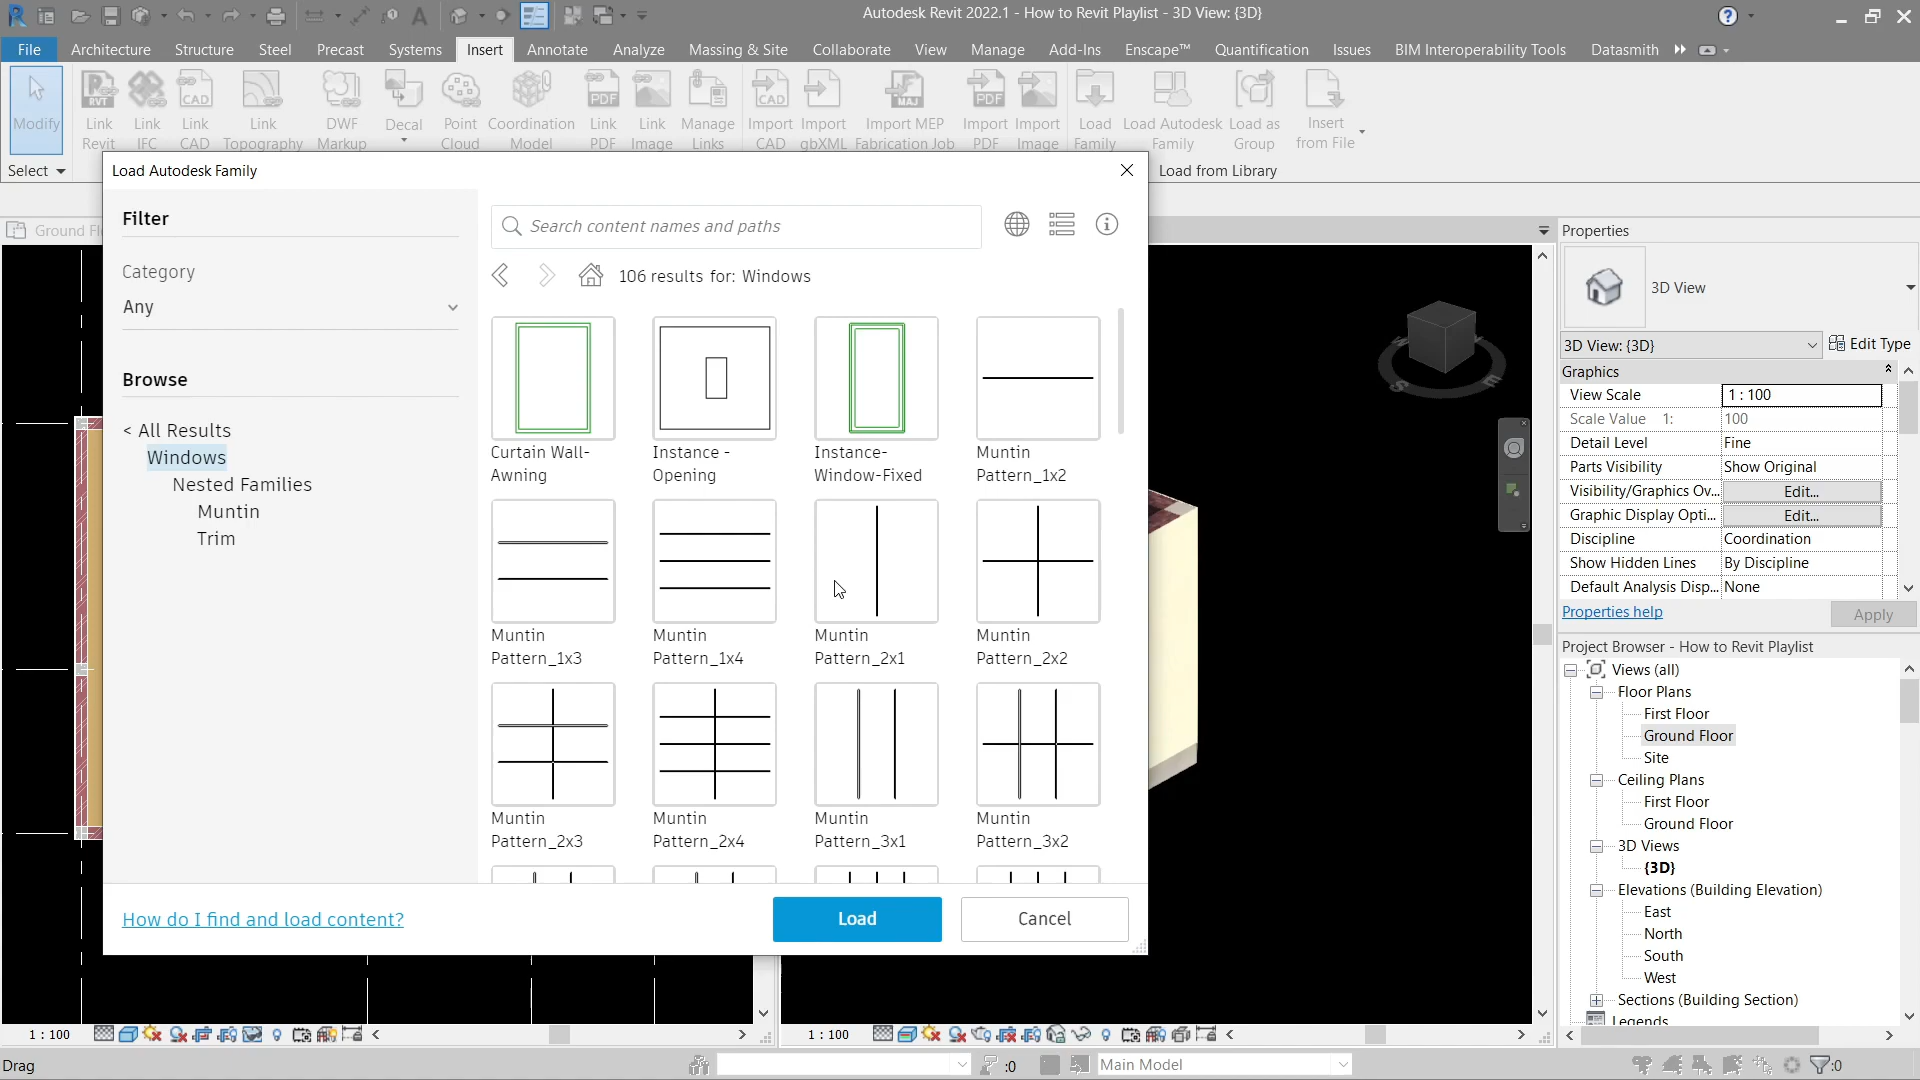 Autodesk Revit 2022.1 - How to Revit Playlist - 3D View: {3D}
File Architecture Structure Steel Precast Systems Insert Annotate Analyze Massing & Site Collaborate View Manage Add-Ins Enscape™ Quantification Issues BIM Interoperability Tools Datasmith
Modify
Link Revit
Link IFC
Link CAD
Link Topography
DWF Markup
Decal
Point Cloud
Coordination Model
Link PDF
Link Image
Manage Links
Import CAD
Import gbXML
Import MEP Fabrication Job
Import PDF
Import Image
Load Family
Load Autodesk Family
Load as Group
Insert from File
Select
Load from Library
Load Autodesk Family
Filter
Category
Any
Browse
< All Results
Windows
Nested Families
Muntin
Trim
Search content names and paths
106 results for: Windows
Curtain Wall-
Awning
Instance -
Opening
Instance-
Window-Fixed
Muntin
Pattern_1x2
Muntin
Pattern_1x3
Muntin
Pattern_1x4
Muntin
Pattern_2x1
Muntin
Pattern_2x2
Muntin
Pattern_2x3
Muntin
Pattern_2x4
Muntin
Pattern_3x1
Muntin
Pattern_3x2
How do I find and load content?
Load
Cancel
Ground Fl
S
E
Properties
3D View
3D View: {3D}
Edit Type
Graphics
View Scale 1 : 100
Scale Value 1: 100
Detail Level Fine
Parts Visibility Show Original
Visibility/Graphics Ov... Edit...
Graphic Display Opti... Edit...
Discipline Coordination
Show Hidden Lines By Discipline
Default Analysis Disp... None
Properties help
Apply
Project Browser - How to Revit Playlist
Views (all)
Floor Plans
First Floor
Ground Floor
Site
Ceiling Plans
First Floor
Ground Floor
3D Views
{3D}
Elevations (Building Elevation)
East
North
South
West
Sections (Building Section)
Legends
1 : 100
1 : 100
Drag
:0
Main Model
:0